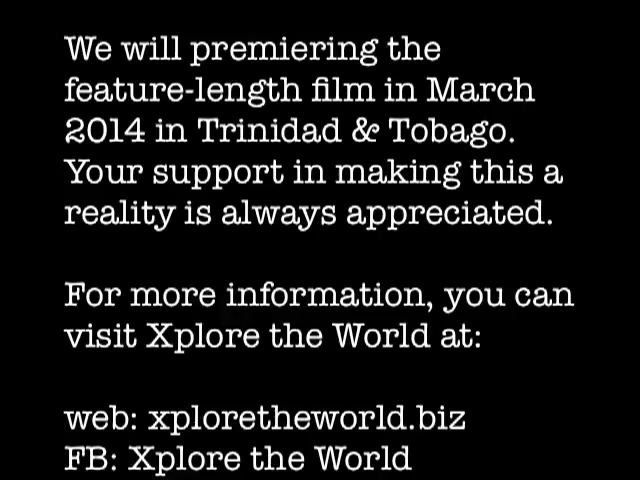 We will premiering the
feature-length film in March
2014 in Trinidad & Tobago.
Your support in making this a
reality is always appreciated.
For more information, you can
visit Xplore the World at:
web: xploretheworld.biz
FB: Xplore the World